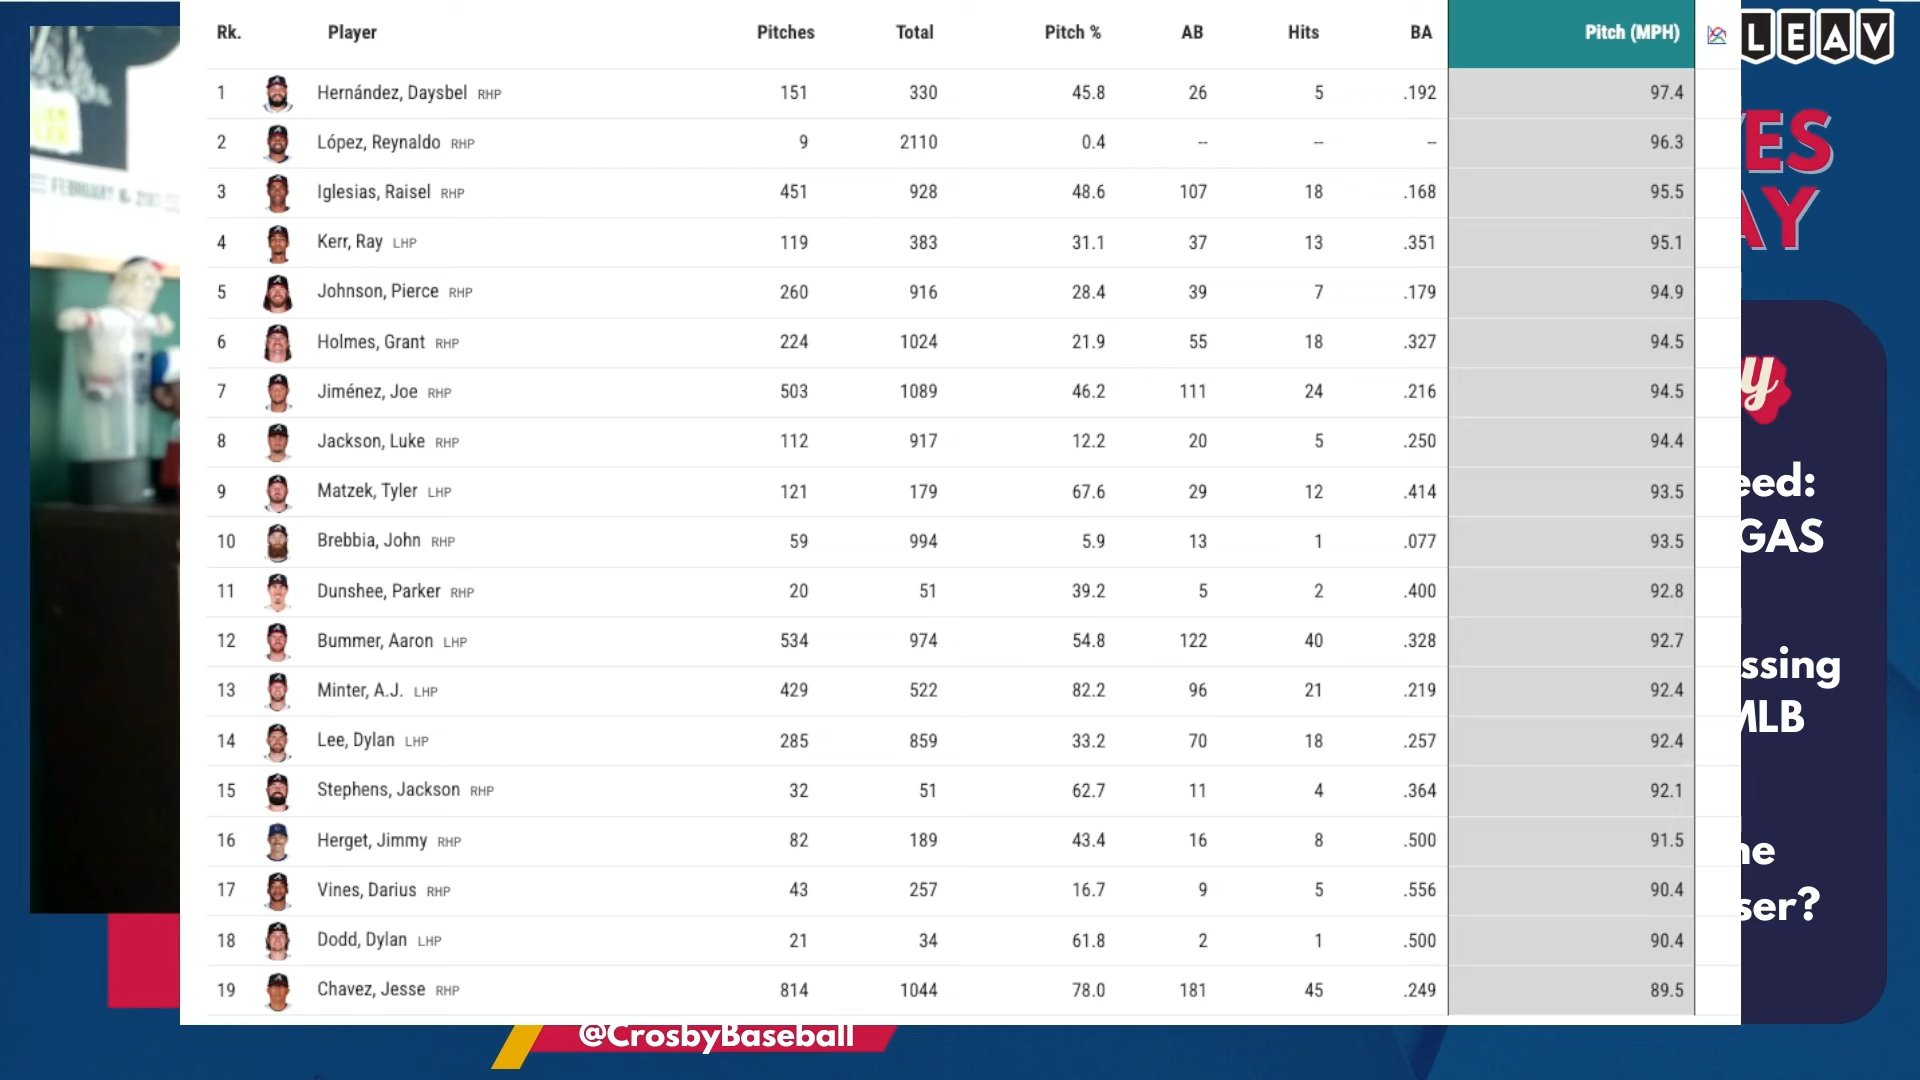 Rk. Player Pitches Total Pitch % AB Hits BA Pitch (MPH)
1 Hernández, Daysbel RHP 151 330 45.8 26 5 .192 97.4
2 López, Reynaldo RHP 9 2110 0.4 -- -- -- 96.3
3 Iglesias, Raisel RHP 451 928 48.6 107 18 .168 95.5
4 Kerr, Ray LHP 119 383 31.1 37 13 .351 95.1
5 Johnson, Pierce RHP 260 916 28.4 39 7 .179 94.9
6 Holmes, Grant RHP 224 1024 21.9 55 18 .327 94.5
7 Jiménez, Joe RHP 503 1089 46.2 111 24 .216 94.5
8 Jackson, Luke RHP 112 917 12.2 20 5 .250 94.4
9 Matzek, Tyler LHP 121 179 67.6 29 12 .414 93.5
10 Brebbia, John RHP 59 994 5.9 13 1 .077 93.5
11 Dunshee, Parker RHP 20 51 39.2 5 2 .400 92.8
12 Bummer, Aaron LHP 534 974 54.8 122 40 .328 92.7
13 Minter, A.J. LHP 429 522 82.2 96 21 .219 92.4
14 Lee, Dylan LHP 285 859 33.2 70 18 .257 92.4
15 Stephens, Jackson RHP 32 51 62.7 11 4 .364 92.1
16 Herget, Jimmy RHP 82 189 43.4 16 8 .500 91.5
17 Vines, Darius RHP 43 257 16.7 9 5 .556 90.4
18 Dodd, Dylan LHP 21 34 61.8 2 1 .500 90.4
19 Chavez, Jesse RHP 814 1044 78.0 181 45 .249 89.5
LEAV
ES
AY
y
eed:
GAS
ssing
MLB
ne
ser?
@CrosbyBaseball